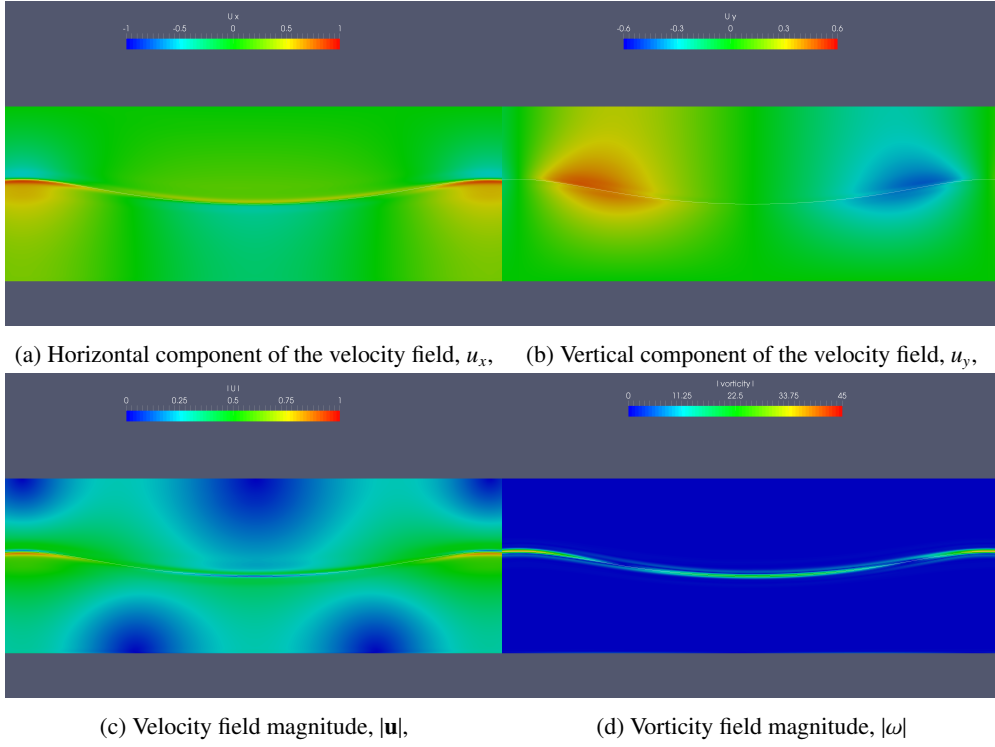 U x
-1 -0.5 0 0.5 1
U y
-0.6 -0.3 0 0.3 0.6
(a) Horizontal component of the velocity field, uₓ,
(b) Vertical component of the velocity field, u_y,
| U |
0 0.25 0.5 0.75 1
| vorticity |
0 11.25 22.5 33.75 45
(c) Velocity field magnitude, |𝐮|,
(d) Vorticity field magnitude, |ω|